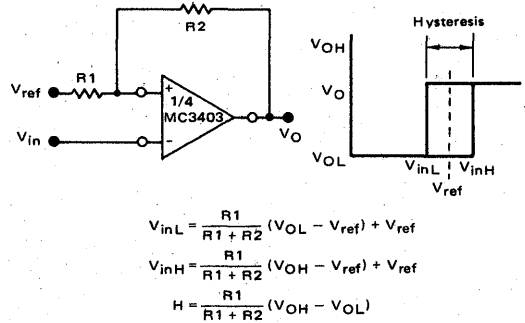 R2
Hysteresis
VOH
Vref R1 +
1/4
MC3403
VO
VO
Vin −
VOL
VinL VinH
Vref
VinL = R1 / (R1 + R2) (VOL − Vref) + Vref
VinH = R1 / (R1 + R2) (VOH − Vref) + Vref
H = R1 / (R1 + R2) (VOH − VOL)